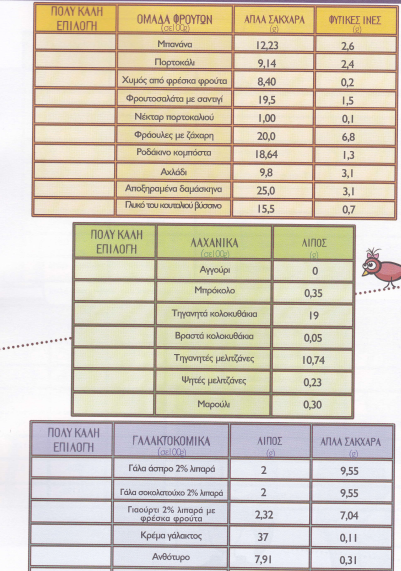 ΠΟΛΥ ΚΑΛΗ ΕΠΙΛΟΓΗ ΟΜΑΔΑ ΦΡΟΥΤΩΝ (σε100g) ΑΠΛΑ ΣΑΚΧΑΡΑ (g) ΦΥΤΙΚΕΣ ΙΝΕΣ (g)
Μπανάνα 12,23 2,6
Πορτοκάλι 9,14 2,4
Χυμός από φρέσκα φρούτα 8,40 0,2
Φρουτοσαλάτα με σαντιγί 19,5 1,5
Νέκταρ πορτοκαλιού 1,00 0,1
Φράουλες με ζάχαρη 20,0 6,8
Ροδάκινο κομπόστα 18,64 1,3
Αχλάδι 9,8 3,1
Αποξηραμένα δαμάσκηνα 25,0 3,1
Γλυκό του κουταλιού βύσσινο 15,5 0,7
ΠΟΛΥ ΚΑΛΗ ΕΠΙΛΟΓΗ ΛΑΧΑΝΙΚΑ (σε100g) ΛΙΠΟΣ (g)
Αγγούρι 0
Μπρόκολο 0,35
Τηγανητά κολοκυθάκια 19
Βραστά κολοκυθάκια 0,05
Τηγανητές μελιτζάνες 10,74
Ψητές μελιτζάνες 0,23
Μαρούλι 0,30
ΠΟΛΥ ΚΑΛΗ ΕΠΙΛΟΓΗ ΓΑΛΑΚΤΟΚΟΜΙΚΑ (σε100g) ΛΙΠΟΣ (g) ΑΠΛΑ ΣΑΚΧΑΡΑ (g)
Γάλα άσπρο 2% λιπαρά 2 9,55
Γάλα σοκολατούχο 2% λιπαρά 2 9,55
Γιαούρτι 2% λιπαρό με φρέσκα φρούτα 2,32 7,04
Κρέμα γάλακτος 37 0,11
Ανθότυρο 7,91 0,31